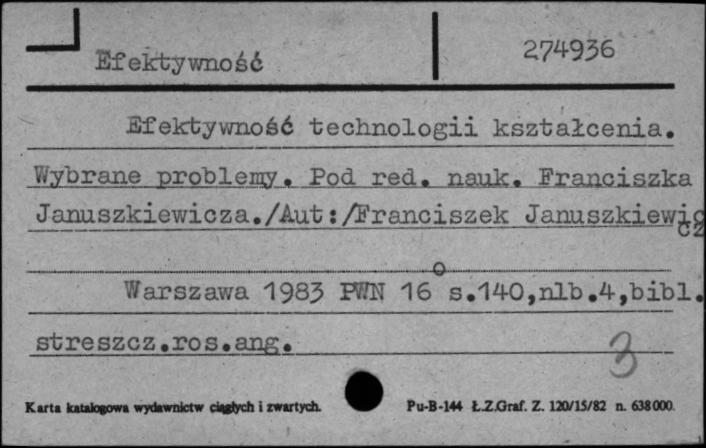 Efektywność 274936
Efektywność technologii kształcenia.
Wybrane problemy. Pod red. nauk. Franciszka
Januszkiewicza./Aut:/Franciszek Januszkiewic
cz
Warszawa 1983 PWN 16° s.140,nlb.4,bibl.
streszcz.ros.ang.
3
Karta katalogowa wydawnictw ciągłych i zwartych. Pu-B-144 Ł.Z.Graf. Z. 120/15/82 n. 638000.